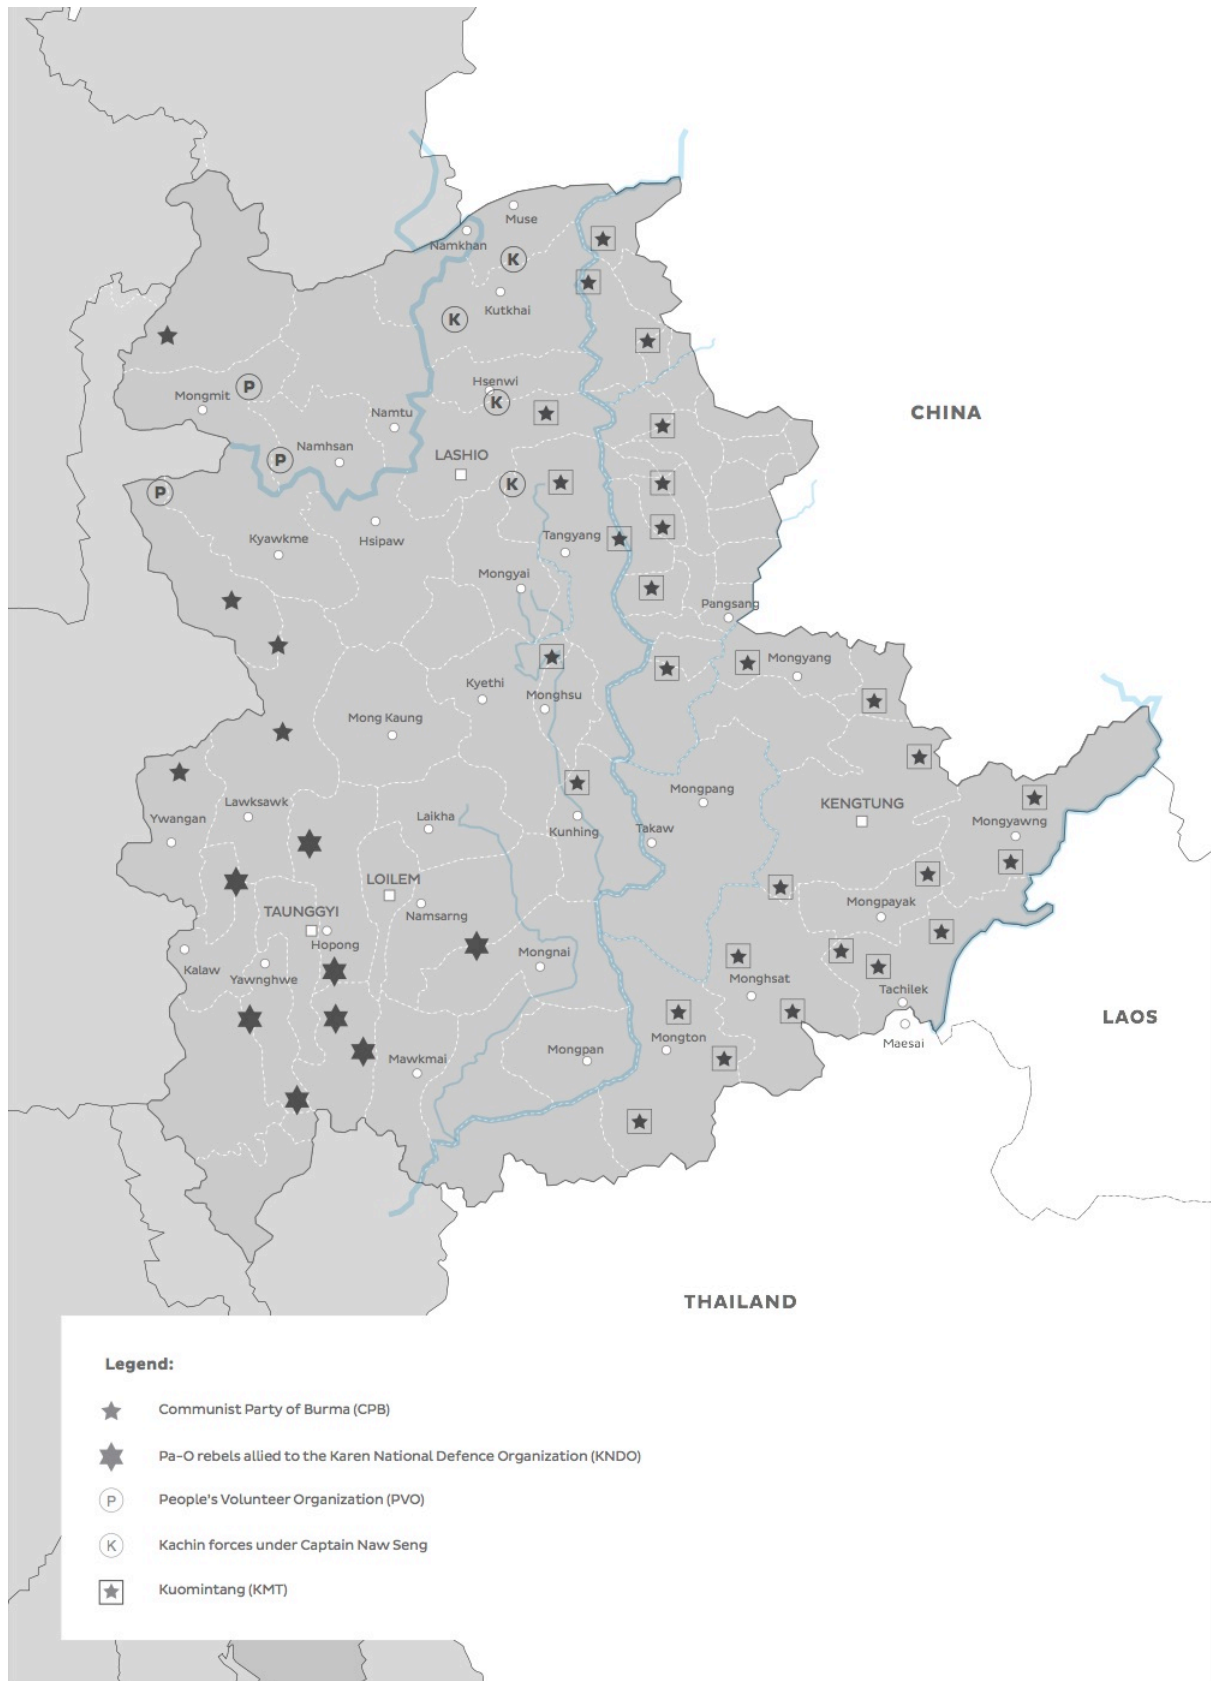 Muse
Namkhan
K
Kutkhai
K
Hsenwi
K
P
Mongmit
Namtu
CHINA
Namhsan
P
LASHIO
K
P
Kyawkme
Hsipaw
Tangyang
Mongyai
Pangsang
Mongyang
Kyethi
Monghsu
Mong Kaung
Mongpang
KENGTUNG
Lawksawk
Ywangan
Laikha
Kunhing
Takaw
Mongyawng
LOILEM
Namsarng
Mongpayak
TAUNGGYI
Hopong
Kalaw
Yawnghwe
Mongnai
Monghsat
Tachilek
LAOS
Mongton
Maesai
Mongpan
Mawkmai
THAILAND
Legend:
Communist Party of Burma (CPB)
Pa-O rebels allied to the Karen National Defence Organization (KNDO)
P People's Volunteer Organization (PVO)
K Kachin forces under Captain Naw Seng
Kuomintang (KMT)